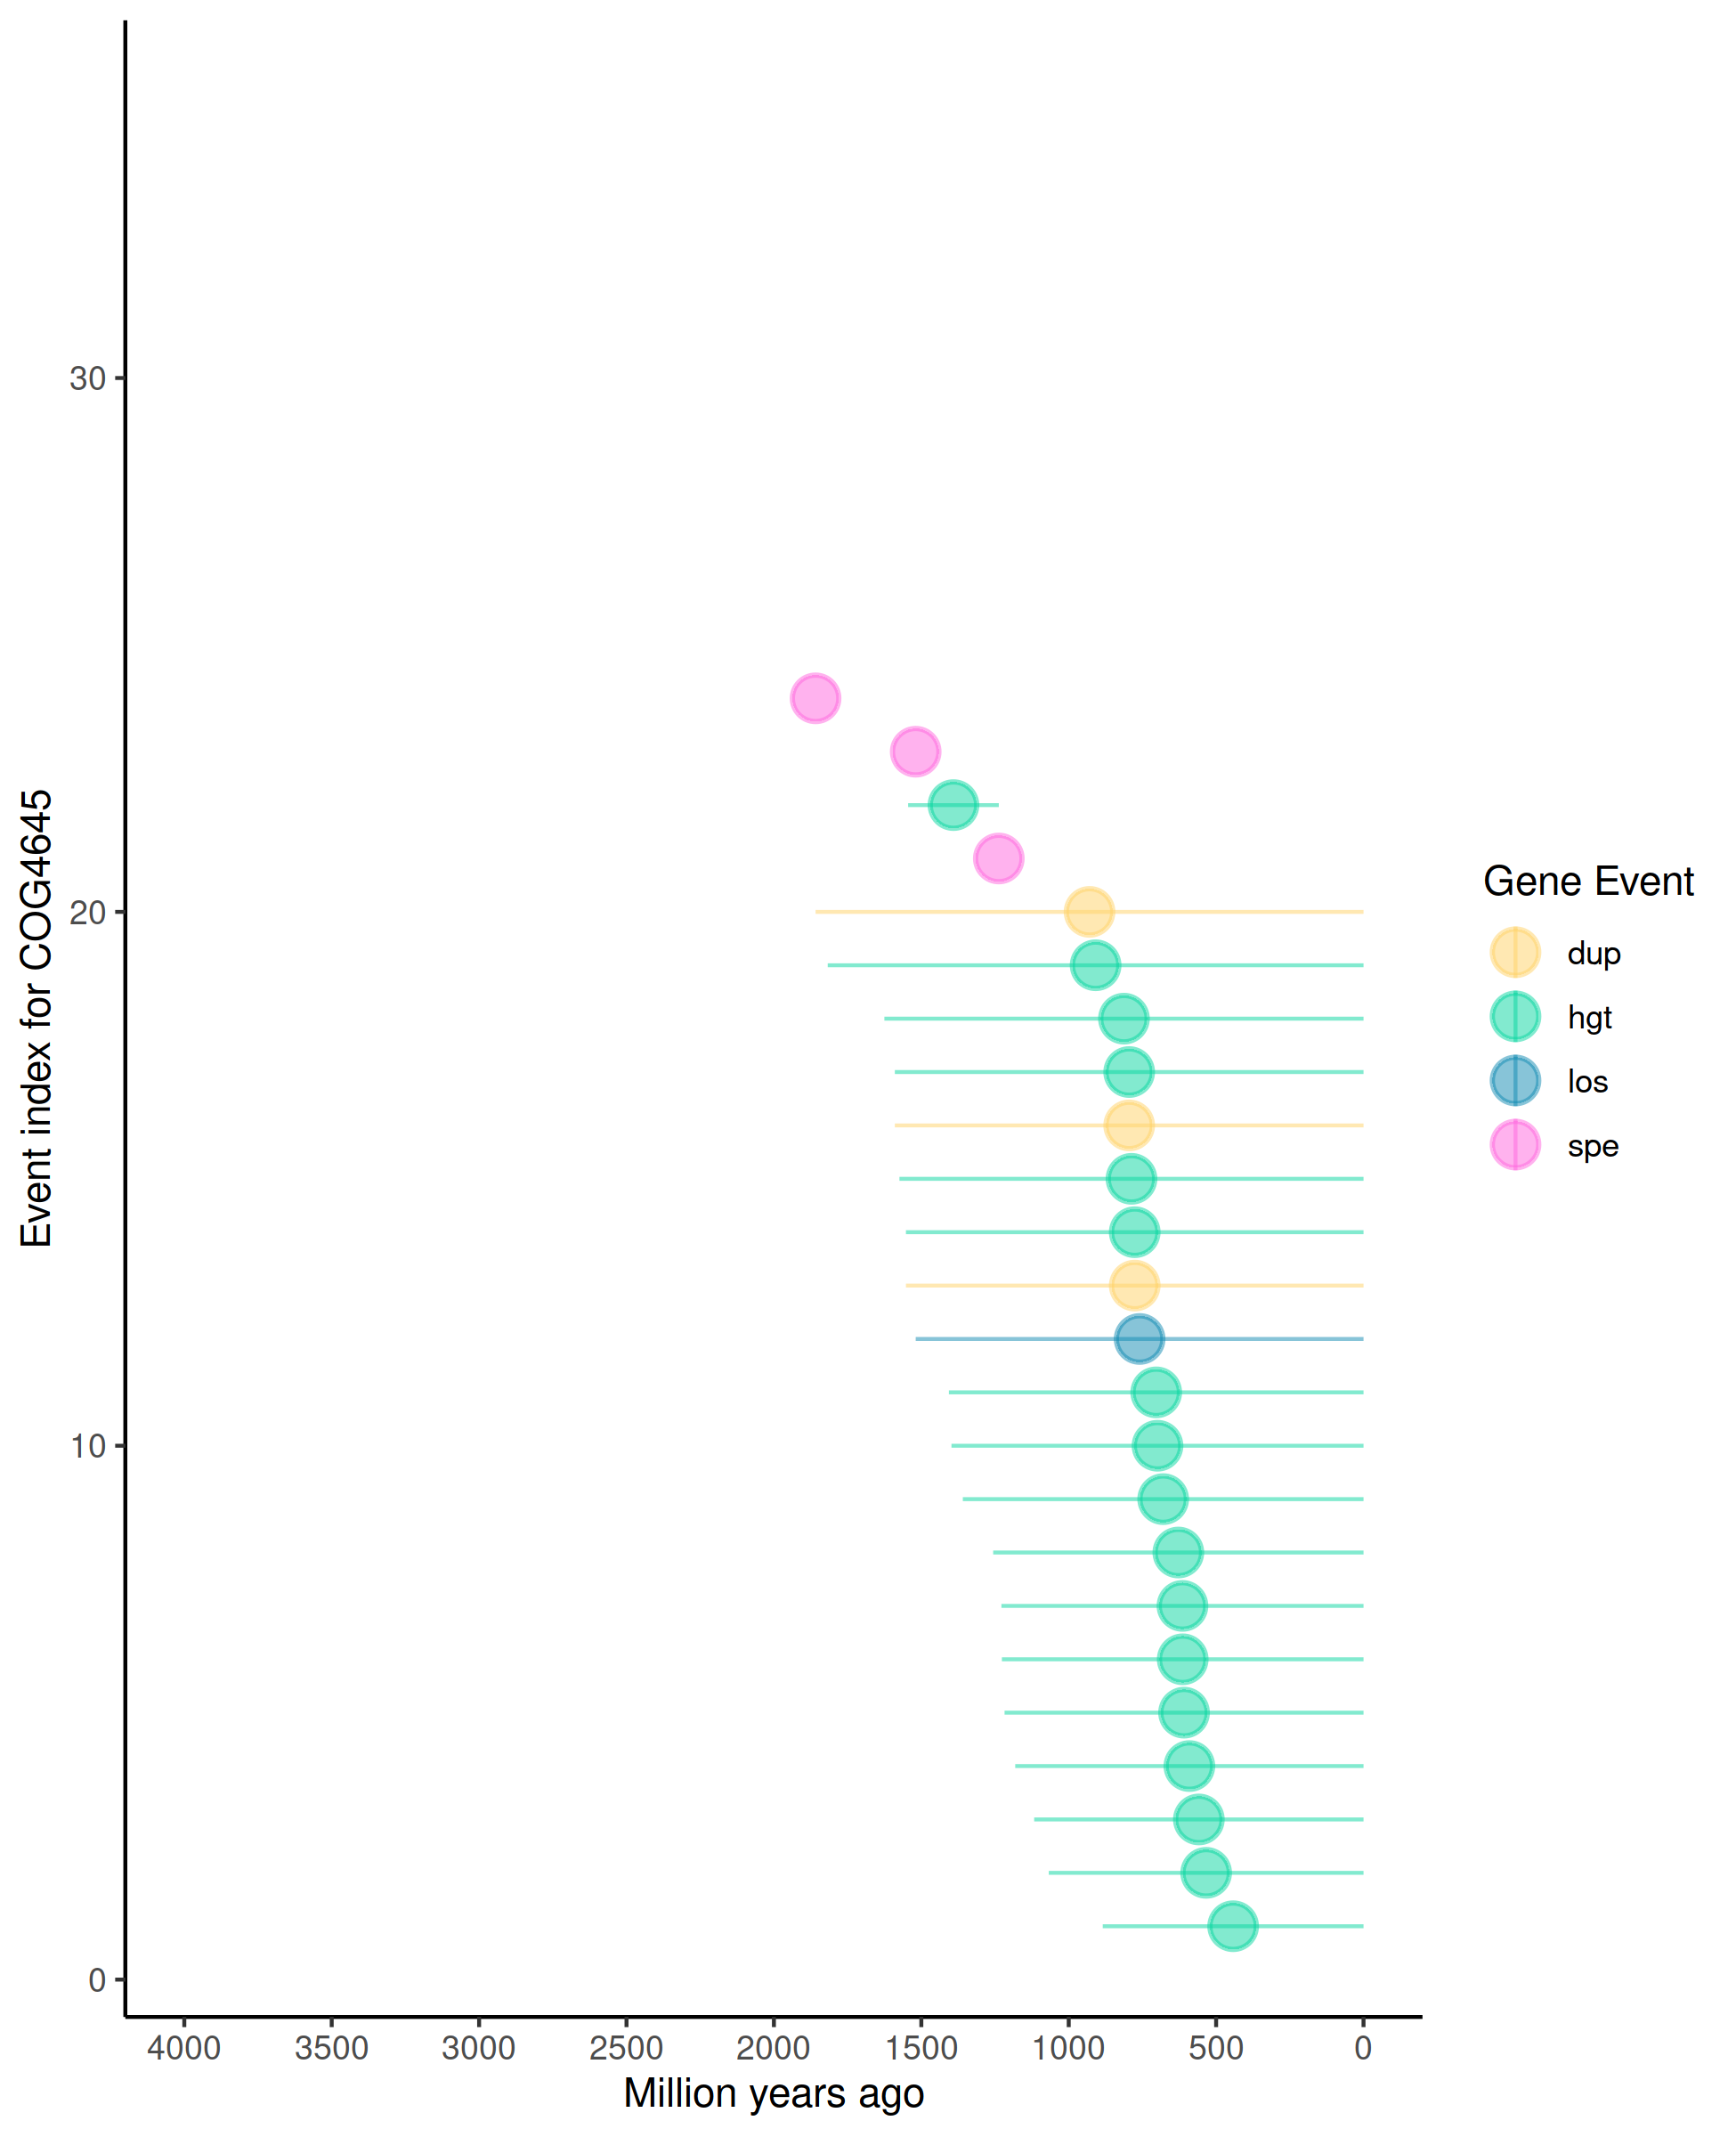 Event index for COG4645
30
20
10
0
4000 3500 3000 2500 2000 1500 1000 500 0
Million years ago
Gene Event
dup
hgt
los
spe